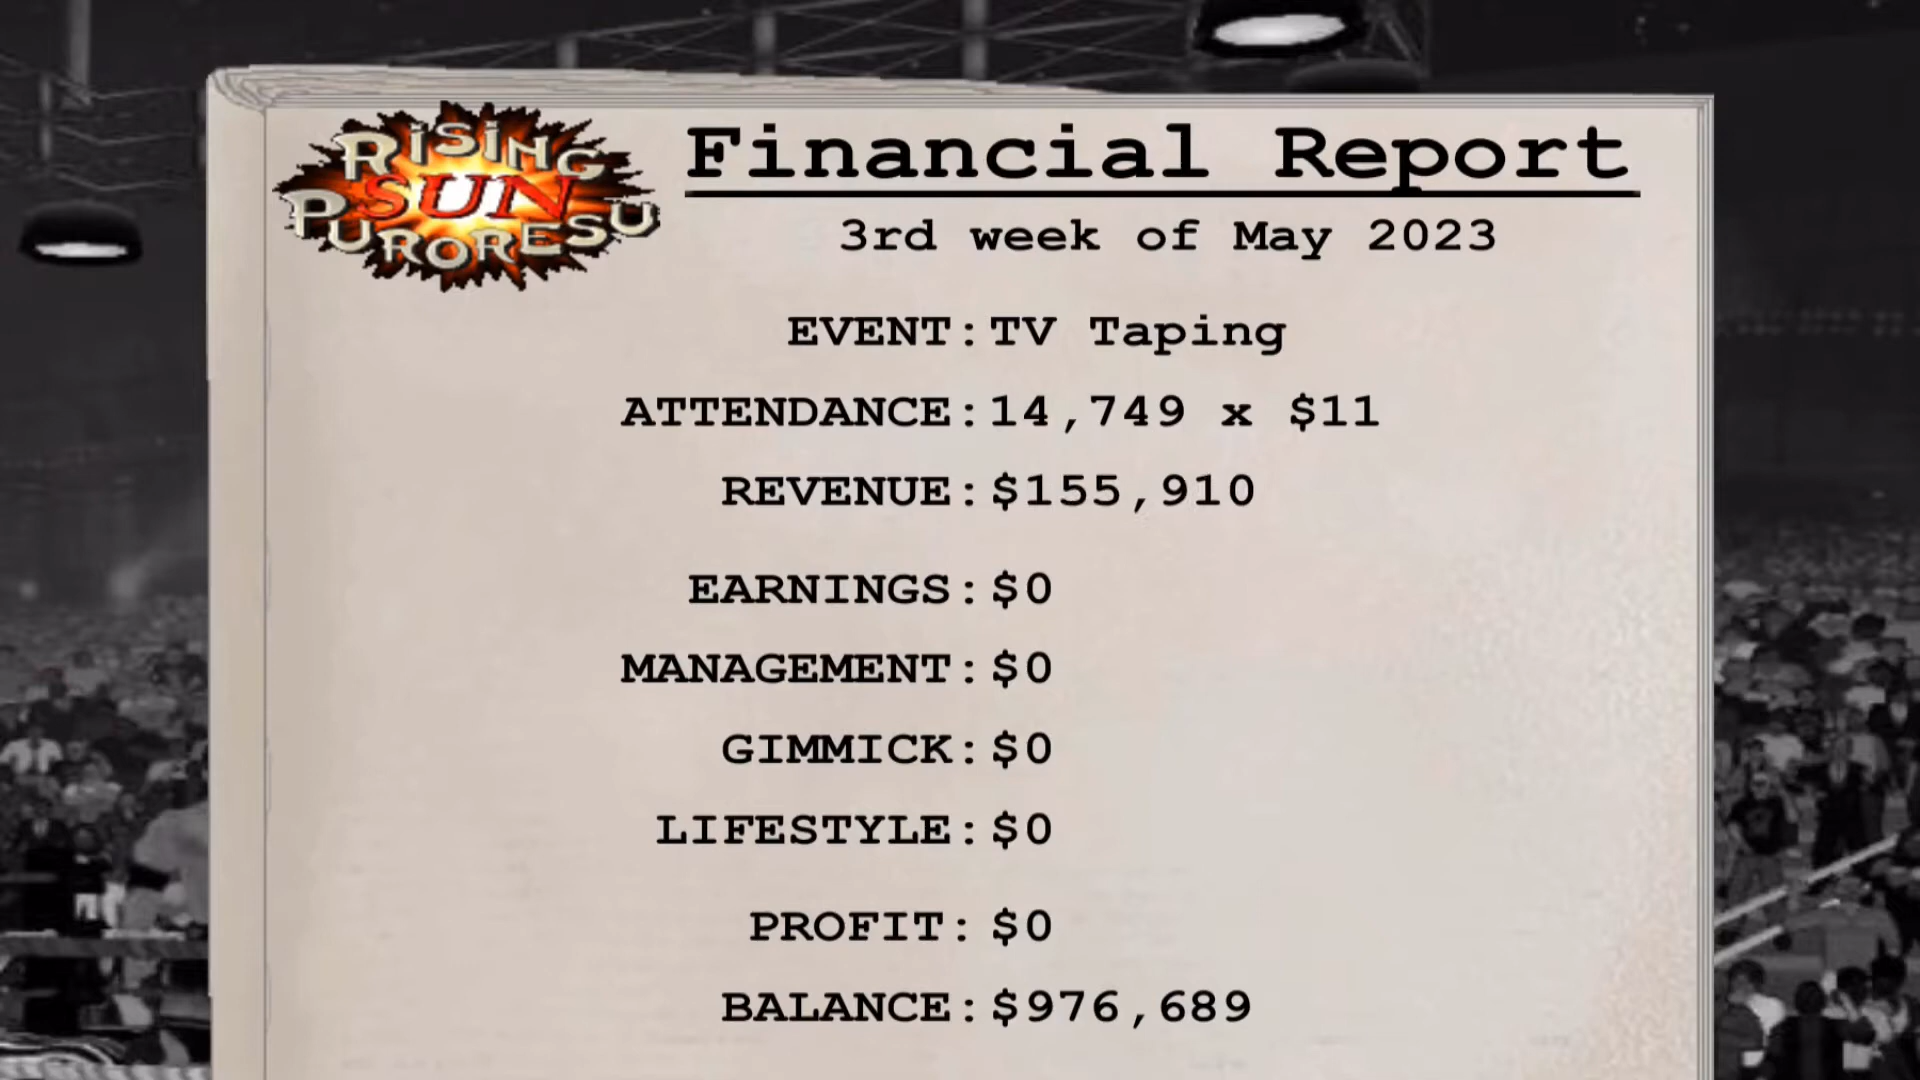 RISING
SUN
PURORESU
Financial Report
3rd week of May 2023
EVENT: TV Taping
ATTENDANCE: 14,749 x $11
REVENUE: $155,910
EARNINGS: $0
MANAGEMENT: $0
GIMMICK: $0
LIFESTYLE: $0
PROFIT: $0
BALANCE: $976,689